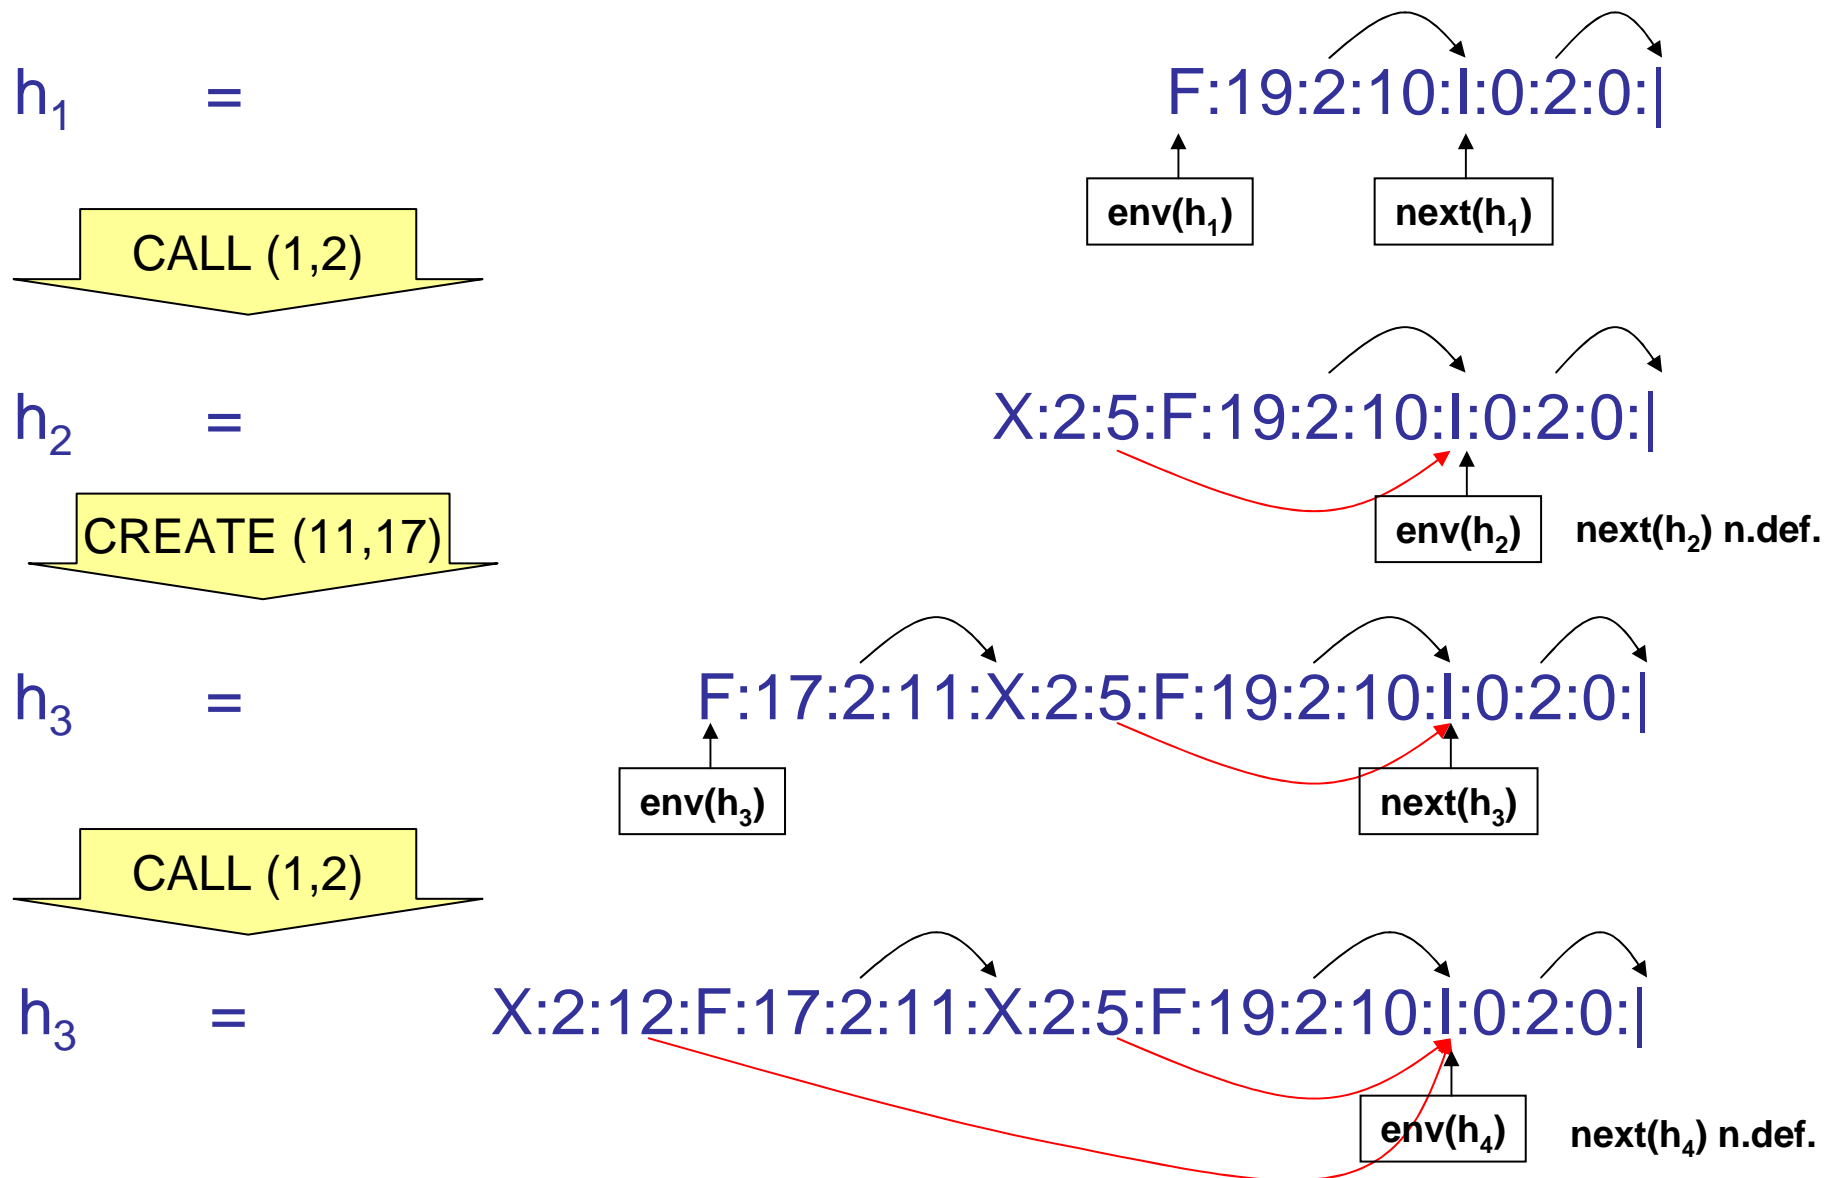 h₁ = F:19:2:10:I:0:2:0:|
env(h₁) next(h₁)
CALL (1,2)
h₂ = X:2:5:F:19:2:10:I:0:2:0:|
env(h₂) next(h₂) n.def.
CREATE (11,17)
h₃ = F:17:2:11:X:2:5:F:19:2:10:I:0:2:0:|
env(h₃) next(h₃)
CALL (1,2)
h₃ = X:2:12:F:17:2:11:X:2:5:F:19:2:10:I:0:2:0:|
env(h₄) next(h₄) n.def.